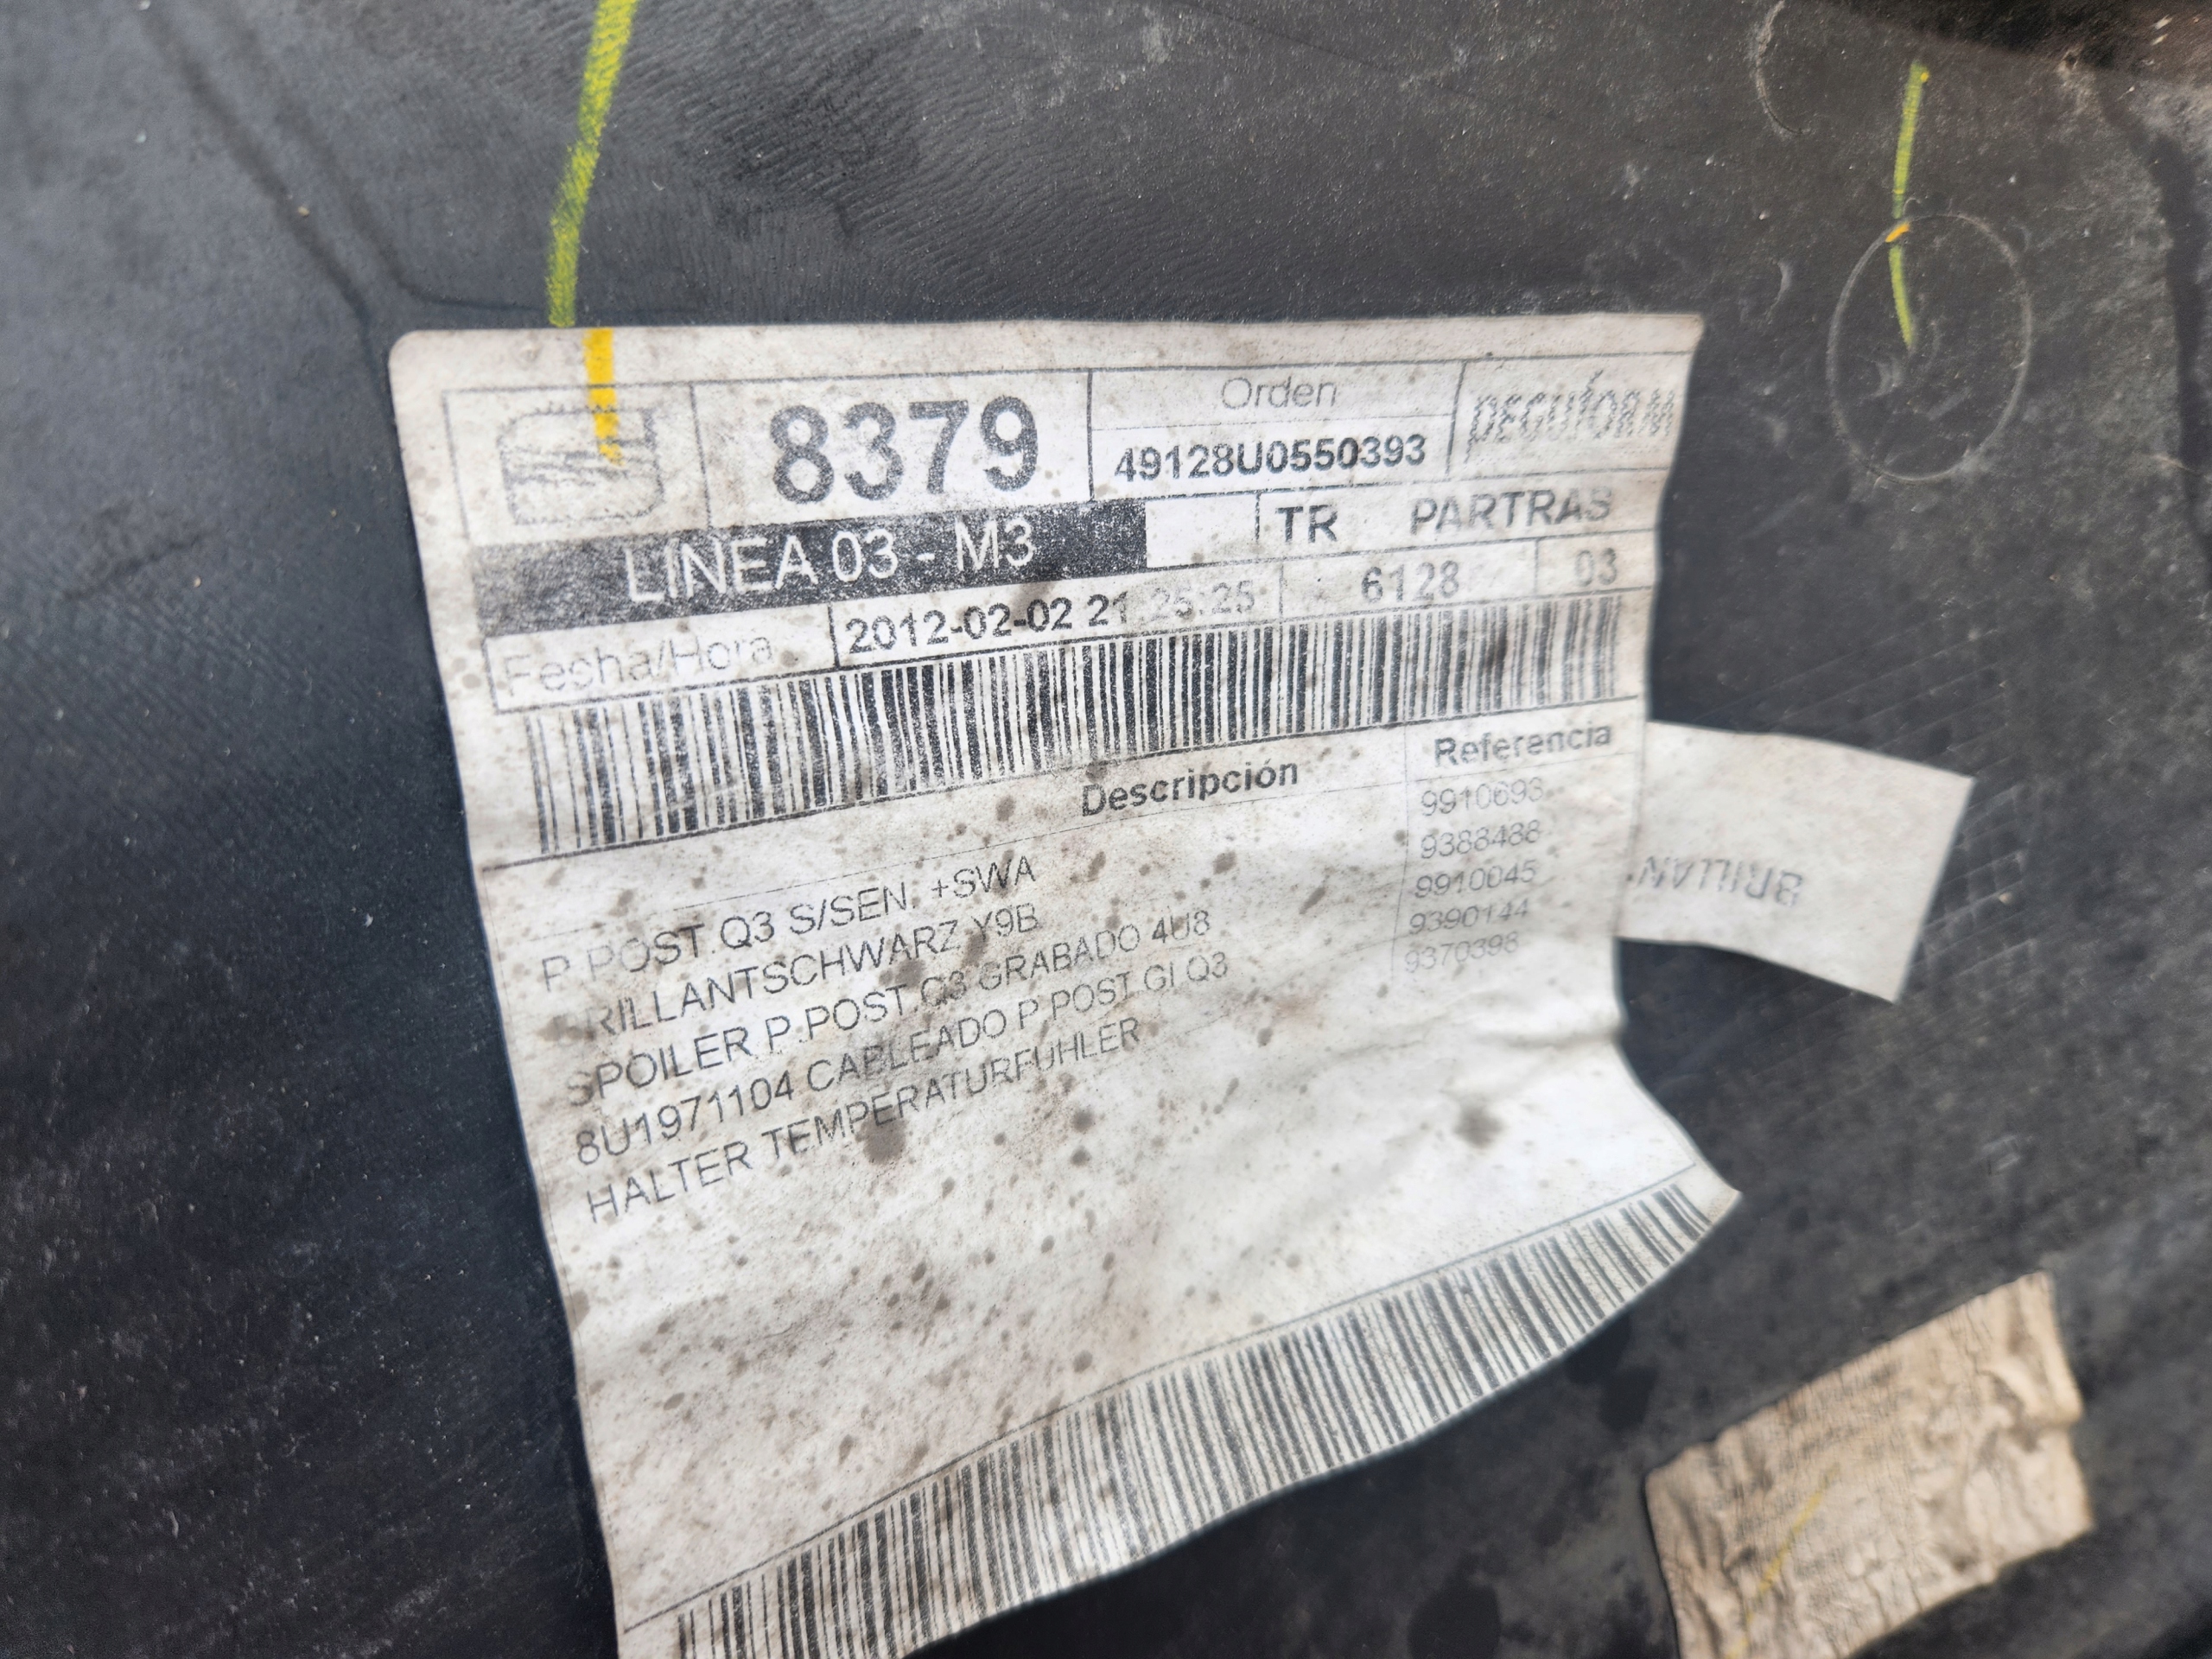 8379
Orden
49128U0550393
PEGUFORM
LINEA 03 - M3
TR PARTRAS
Fecha/Hora 2012-02-02 21:25:25 6128 03
Descripción Referencia
P.POST.Q3 S/SEN. +SWA 9910693
BRILLANTSCHWARZ Y9B 9388488
SPOILER P.POST.Q3 GRABADO 4U8 9910045
8U1971104 CABLEADO P.POST GI Q3 9390144
HALTER TEMPERATURFUHLER 9370398
BRILLAN